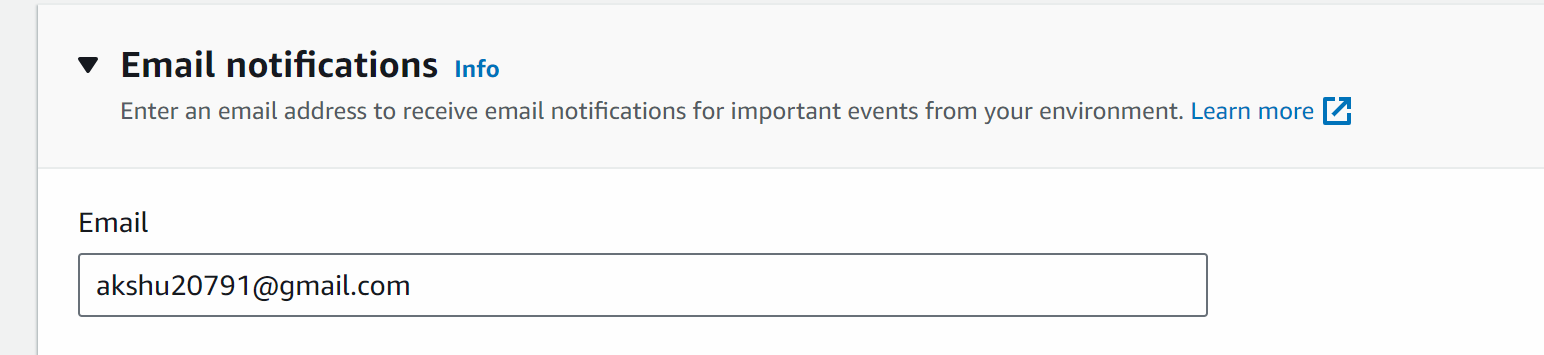 Email notifications Info
Enter an email address to receive email notifications for important events from your environment. Learn more
Email
akshu20791@gmail.com